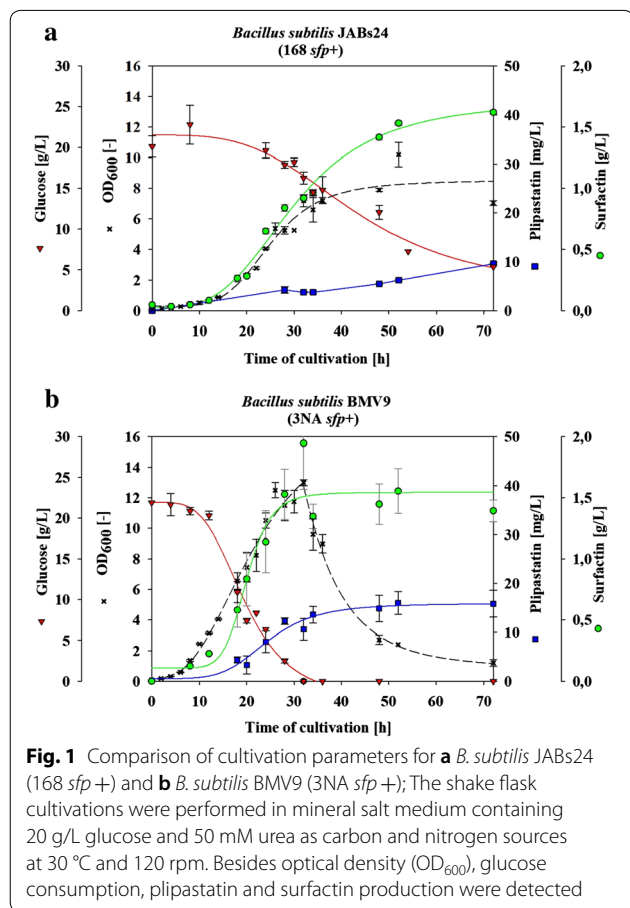 a
Bacillus subtilis JABs24
(168 sfp+)
Glucose [g/L]
30
25
20
15
10
5
0
OD600 [-]
16
14
12
10
8
6
4
2
0
50
40
30
20
10
0
Plipastatin [mg/L]
2,0
1,5
1,0
0,5
0,0
Surfactin [g/L]
0 10 20 30 40 50 60 70
Time of cultivation [h]
b
Bacillus subtilis BMV9
(3NA sfp+)
Glucose [g/L]
30
25
20
15
10
5
0
OD600 [-]
16
14
12
10
8
6
4
2
0
50
40
30
20
10
0
Plipastatin [mg/L]
2,0
1,5
1,0
0,5
0,0
Surfactin [g/L]
0 10 20 30 40 50 60 70
Time of cultivation [h]
Fig. 1 Comparison of cultivation parameters for a B. subtilis JABs24
(168 sfp +) and b B. subtilis BMV9 (3NA sfp +); The shake flask
cultivations were performed in mineral salt medium containing
20 g/L glucose and 50 mM urea as carbon and nitrogen sources
at 30 °C and 120 rpm. Besides optical density (OD600), glucose
consumption, plipastatin and surfactin production were detected